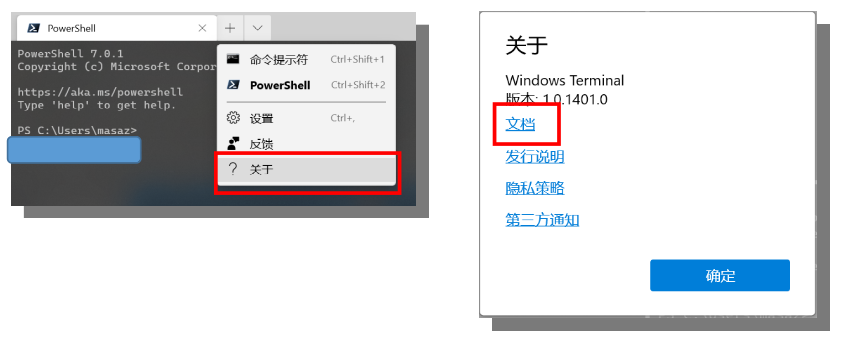 PowerShell
PowerShell 7.0.1
Copyright (c) Microsoft Corpor
https://aka.ms/powershell
Type 'help' to get help.
PS C:\Users\masaz>
命令提示符 Ctrl+Shift+1
PowerShell Ctrl+Shift+2
设置 Ctrl+,
反馈
? 关于
关于
Windows Terminal
版本: 1.0.1401.0
文档
发行说明
隐私策略
第三方通知
确定